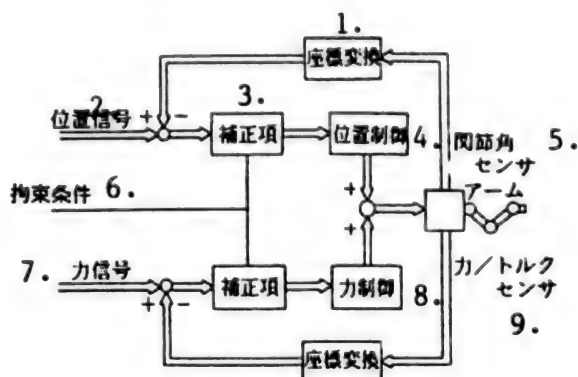 1.
座標変換
2.
位置信号
+ -
3.
補正項
位置制御
4. 関節角
センサ
5.
アーム
拘束条件 6.
+
+
7. 力信号
+ -
補正項
力制御
8.
力/トルク
センサ
9.
座標変換